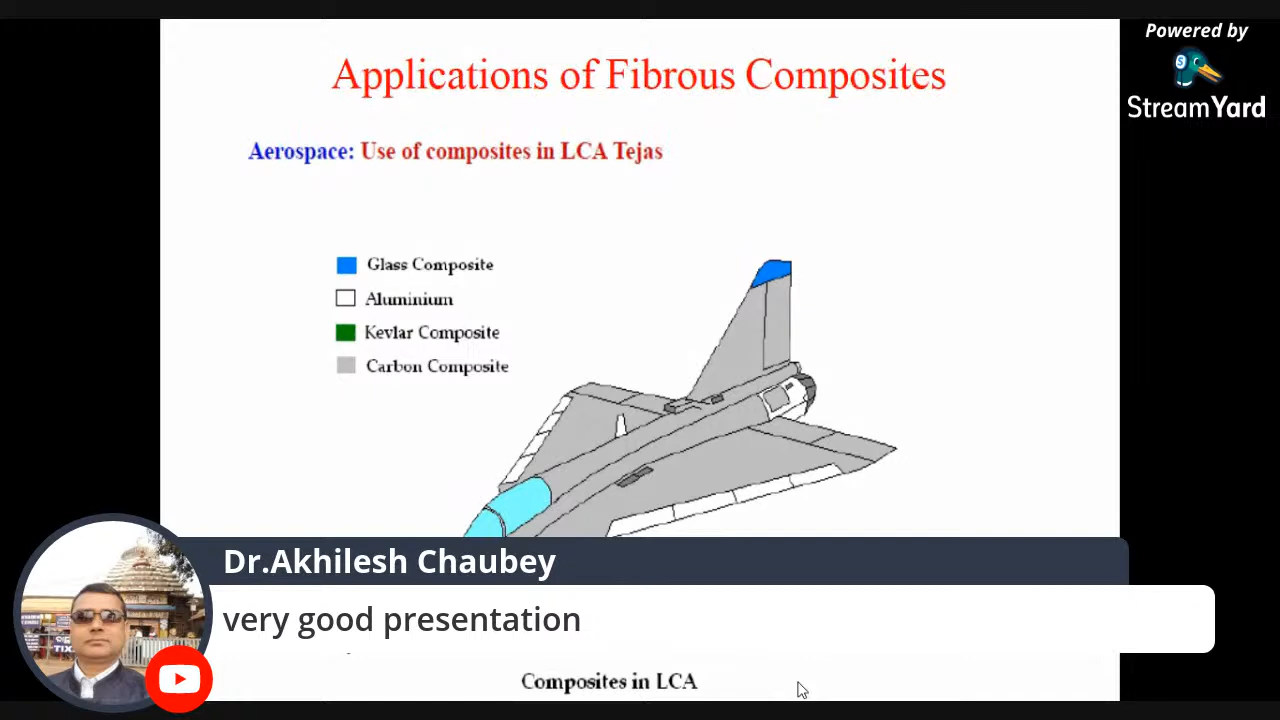 Powered by
StreamYard
Applications of Fibrous Composites
Aerospace: Use of composites in LCA Tejas
Glass Composite
Aluminium
Kevlar Composite
Carbon Composite
Dr.Akhilesh Chaubey
very good presentation
Composites in LCA